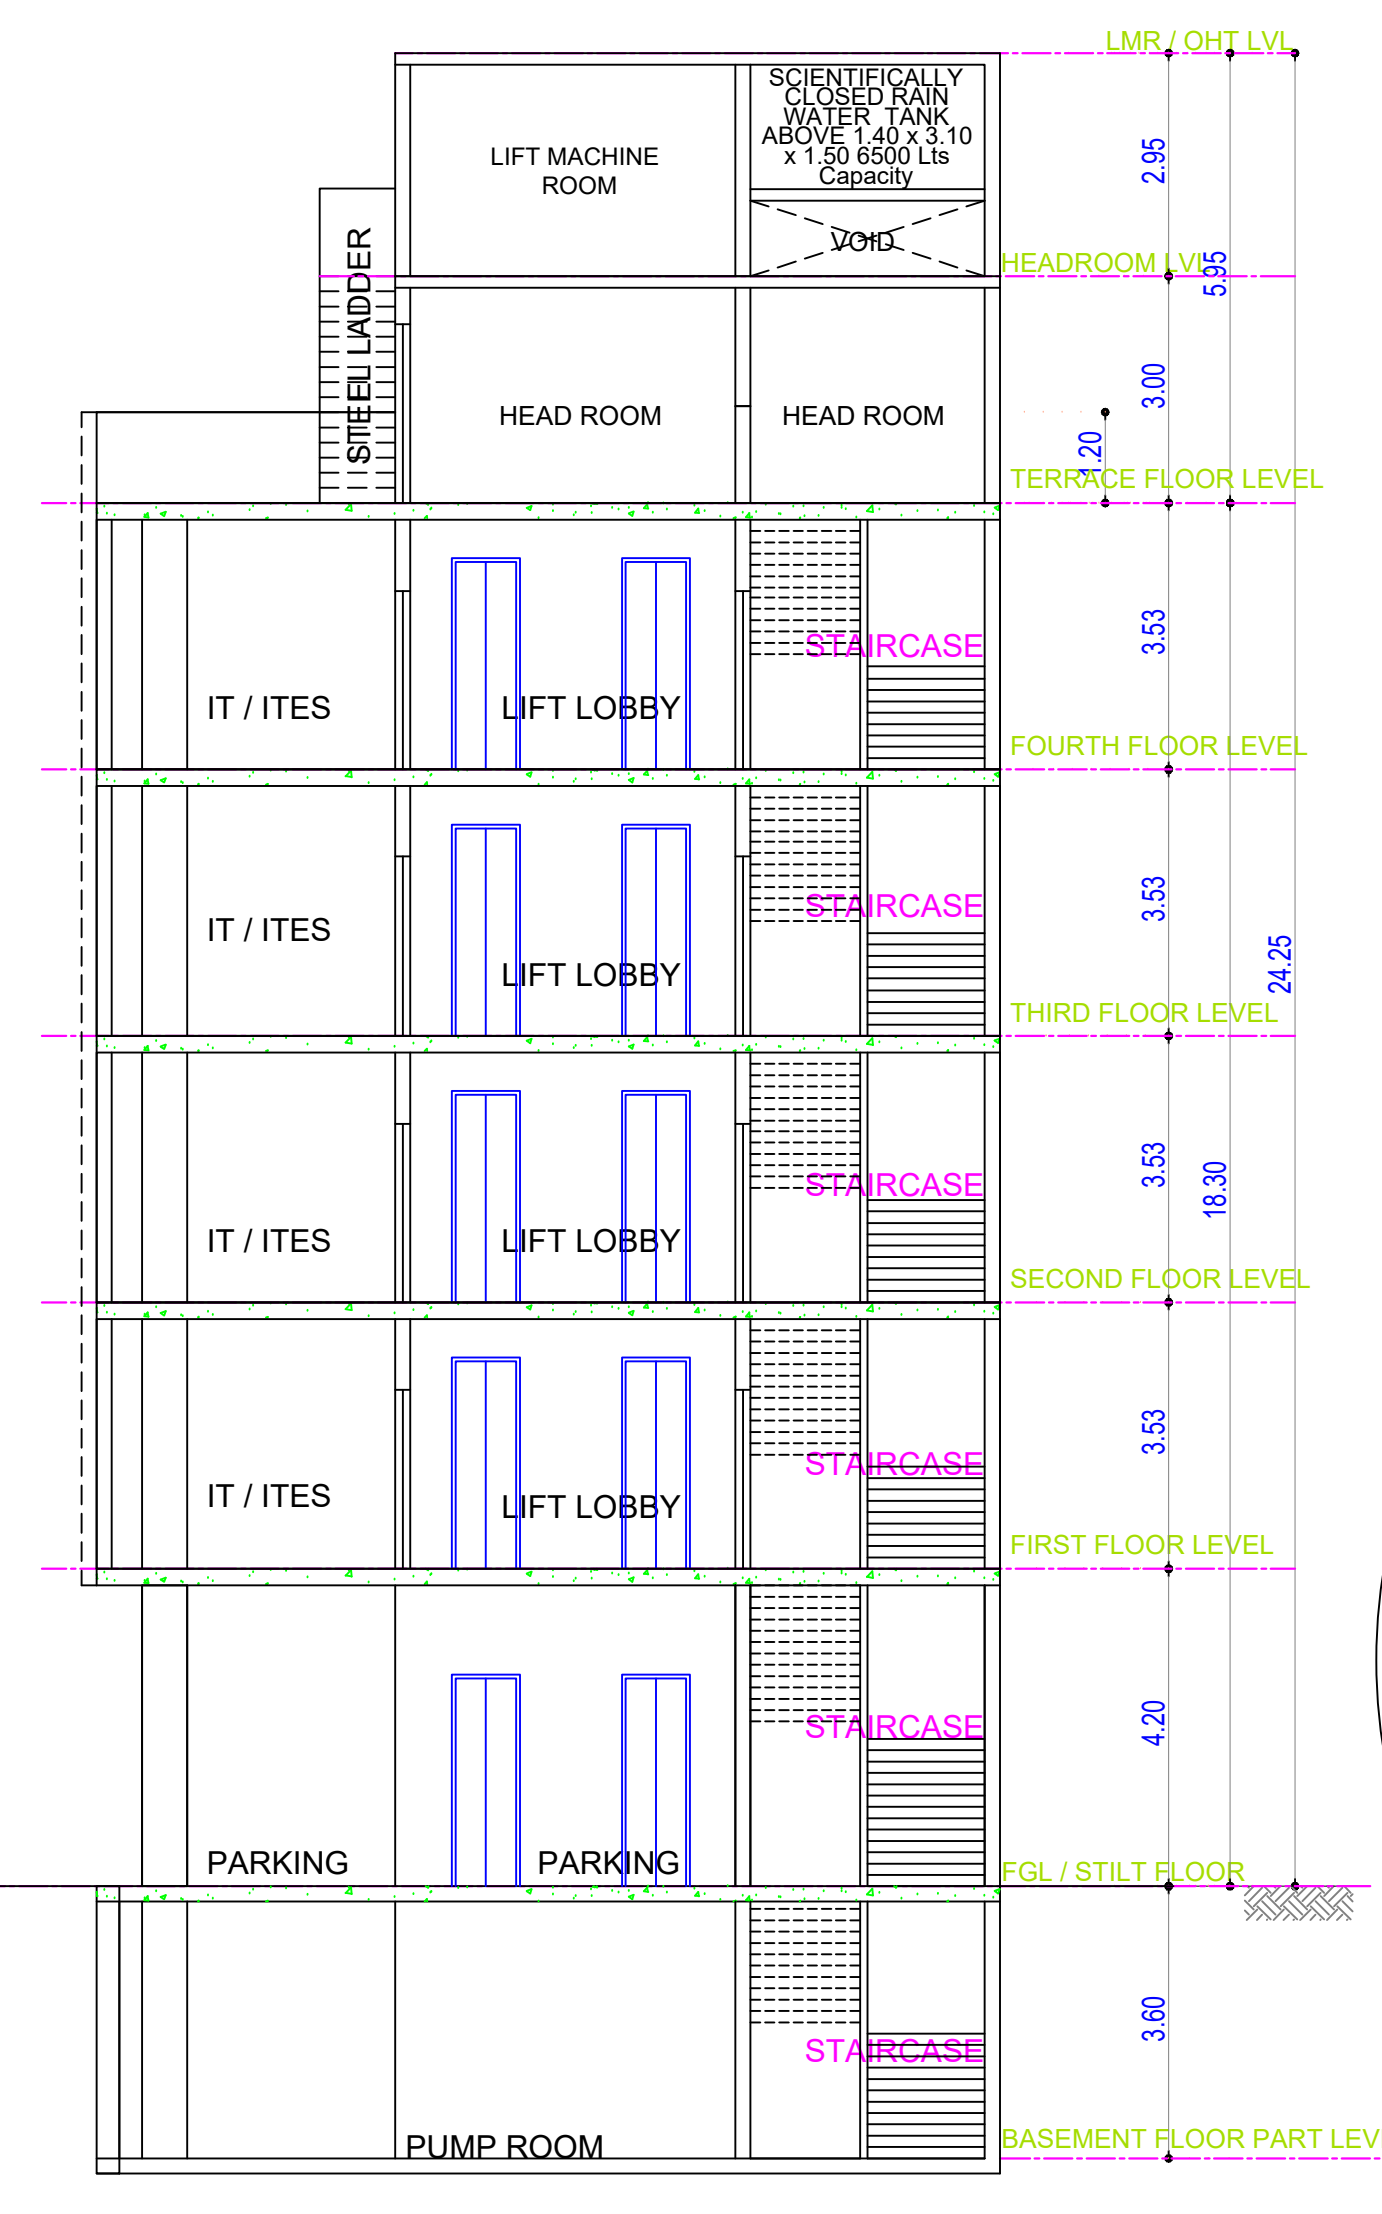 LMR / OHT LVL
SCIENTIFICALLY
CLOSED RAIN
WATER TANK
ABOVE 1.40 x 3.10
x 1.50 6500 Lts
Capacity
LIFT MACHINE
ROOM
2.95
VOID
STEEL LADDER
HEADROOM LVL
5.95
HEAD ROOM
HEAD ROOM
3.00
1.20
TERRACE FLOOR LEVEL
STAIRCASE
3.53
IT / ITES
LIFT LOBBY
FOURTH FLOOR LEVEL
STAIRCASE
3.53
IT / ITES
LIFT LOBBY
24.25
THIRD FLOOR LEVEL
STAIRCASE
3.53
18.30
IT / ITES
LIFT LOBBY
SECOND FLOOR LEVEL
STAIRCASE
3.53
IT / ITES
LIFT LOBBY
FIRST FLOOR LEVEL
STAIRCASE
4.20
PARKING
PARKING
FGL / STILT FLOOR
3.60
STAIRCASE
PUMP ROOM
BASEMENT FLOOR PART LEV